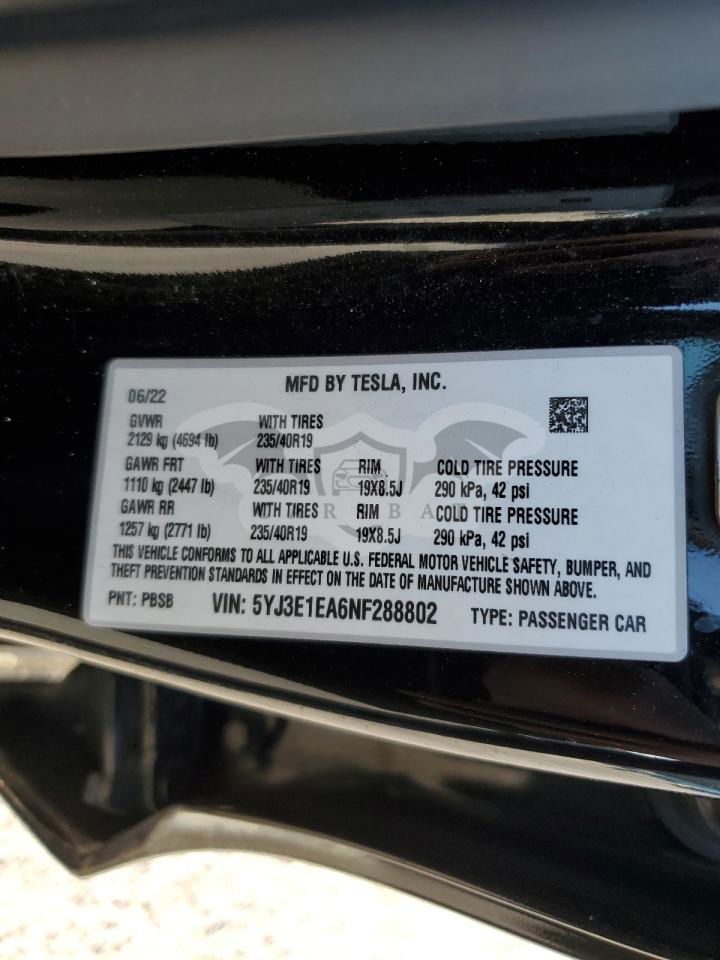 MFD BY TESLA, INC.
06/22
GVWR WITH TIRES
2129 kg (4694 lb) 235/40R19
GAWR FRT WITH TIRES RIM COLD TIRE PRESSURE
1110 kg (2447 lb) 235/40R19 19X8.5J 290 kPa, 42 psi
GAWR RR WITH TIRES RIM COLD TIRE PRESSURE
1257 kg (2771 lb) 235/40R19 19X8.5J 290 kPa, 42 psi
THIS VEHICLE CONFORMS TO ALL APPLICABLE U.S. FEDERAL MOTOR VEHICLE SAFETY, BUMPER, AND
THEFT PREVENTION STANDARDS IN EFFECT ON THE DATE OF MANUFACTURE SHOWN ABOVE.
PNT: PBSB VIN: 5YJ3E1EA6NF288802 TYPE: PASSENGER CAR